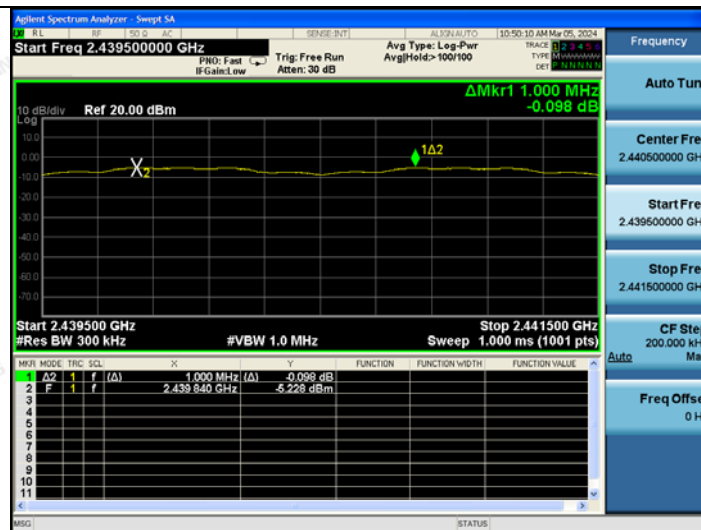 Agilent Spectrum Analyzer - Swept SA
RL RF 50 Ω AC SENSE:INT ALIGNAUTO 10:50:10 AM Mar 05, 2024
Start Freq 2.439500000 GHz
PNO: Fast
IFGain:Low
Trig: Free Run
Atten: 30 dB
Avg Type: Log-Pwr
Avg|Hold:>100/100
TRACE 1 2 3 4 5 6
TYPE
DET P N N N N N
ΔMkr1 1.000 MHz
-0.098 dB
10 dB/div Ref 20.00 dBm
Log
10.0
0.00
-10.0
-20.0
-30.0
-40.0
-50.0
-60.0
-70.0
X2
1Δ2
Start 2.439500 GHz Stop 2.441500 GHz
#Res BW 300 kHz #VBW 1.0 MHz Sweep 1.000 ms (1001 pts)
MKR MODE TRC SCL X Y FUNCTION FUNCTION WIDTH FUNCTION VALUE
1 Δ2 1 f (Δ) 1.000 MHz (Δ) -0.098 dB
2 F 1 f 2.439 840 GHz -5.228 dBm
3
4
5
6
7
8
9
10
11
MSG STATUS
Frequency
Auto Tun
Center Fre
2.440500000 GH
Start Fre
2.439500000 GH
Stop Fre
2.441500000 GH
CF Ste
200.000 kH
Auto Ma
Freq Offse
0 H